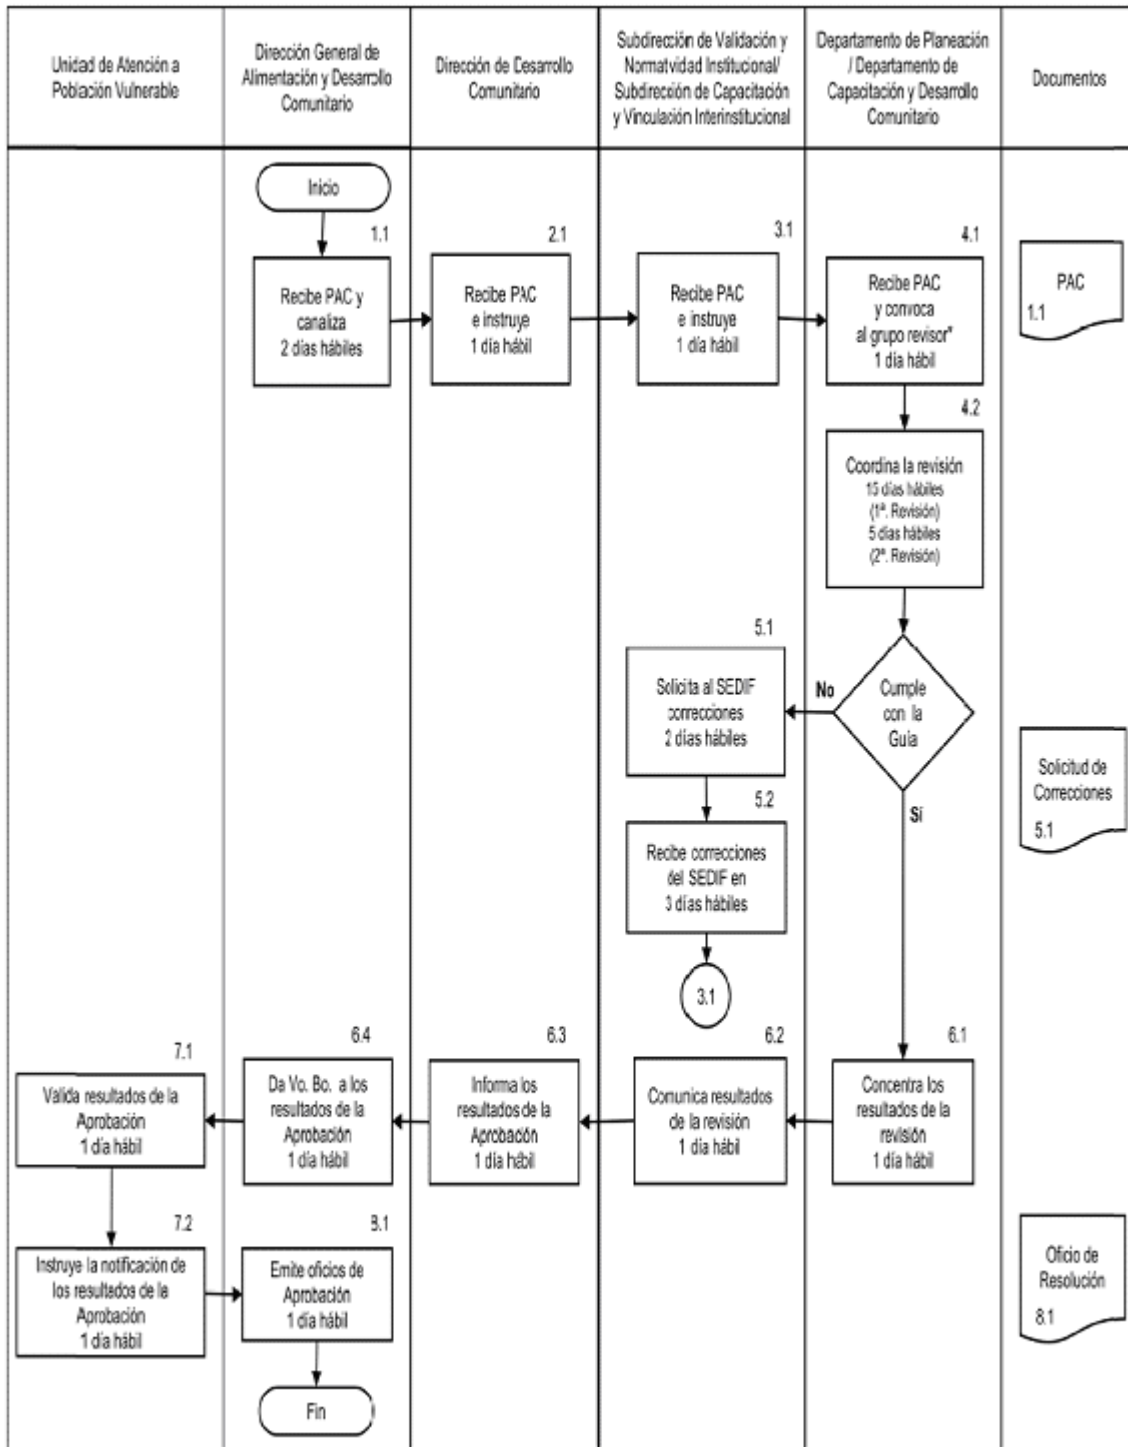 Unidad de Atención a
Población Vulnerable
Dirección General de
Alimentación y Desarrollo
Comunitario
Dirección de Desarrollo
Comunitario
Subdirección de Validación y
Normatvidad Institucional/
Subdirección de Capacitación
y Vinculación Interinstitucional
Departamento de Planeación
/ Departamento de
Capacitación y Desarrollo
Comunitario
Documentos
Inicio
1.1
Recibe PAC y
canaliza
2 días hábiles
2.1
Recibe PAC
e instruye
1 día hábil
3.1
Recibe PAC
e instruye
1 día hábil
4.1
Recibe PAC
y convoca
al grupo revisor*
1 día hábil
PAC
1.1
4.2
Coordina la revisión
15 días hábiles
(1ª. Revisión)
5 días hábiles
(2ª. Revisión)
Cumple
con la
Guía
No
Sí
5.1
Solicita al SEDIF
correcciones
2 días hábiles
5.2
Recibe correcciones
del SEDIF en
3 días hábiles
3.1
Solicitud de
Correcciones
5.1
6.1
Concentra los
resultados de la
revisión
1 día hábil
6.2
Comunica resultados
de la revisión
1 día hábil
6.3
Informa los
resultados de la
Aprobación
1 día hábil
6.4
Da Vo. Bo. a los
resultados de la
Aprobación
1 día hábil
7.1
Valida resultados de la
Aprobación
1 día hábil
7.2
Instruye la notificación de
los resultados de la
Aprobación
1 día hábil
8.1
Emite oficios de
Aprobación
1 día hábil
Fin
Oficio de
Resolución
8.1